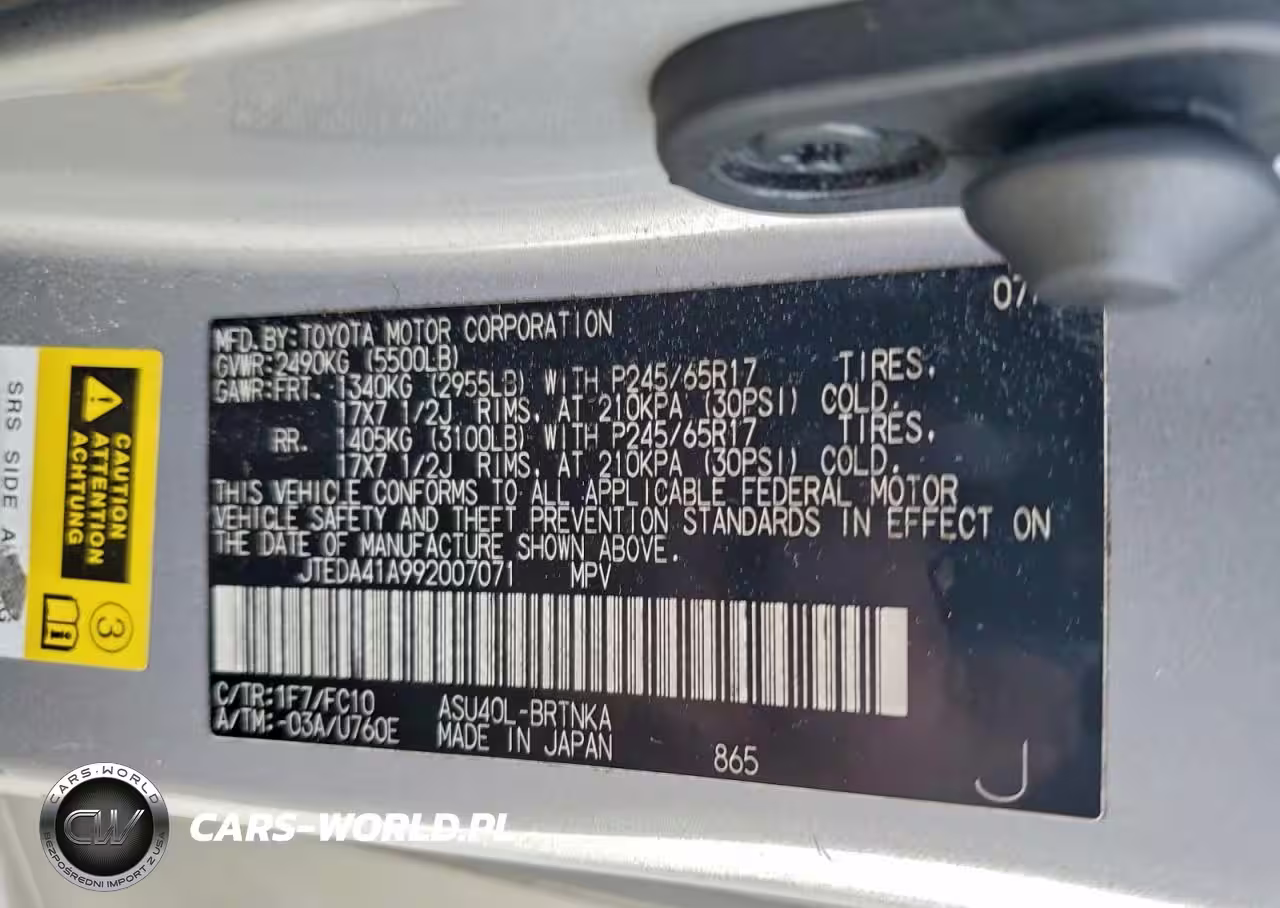 07/
MFD.BY:TOYOTA MOTOR CORPORATION
GVWR:2490KG (5500LB)
GAWR:FRT. 1340KG (2955LB) WITH P245/65R17 TIRES.
17X7 1/2J RIMS, AT 210KPA (30PSI) COLD.
RR. 1405KG (3100LB) WITH P245/65R17 TIRES,
17X7 1/2J RIMS, AT 210KPA (30PSI) COLD.
THIS VEHICLE CONFORMS TO ALL APPLICABLE FEDERAL MOTOR
VEHICLE SAFETY AND THEFT PREVENTION STANDARDS IN EFFECT ON
THE DATE OF MANUFACTURE SHOWN ABOVE.
JTEDA41A992007071 MPV
C/TR:1F7/FC10 ASU40L-BRTNKA
A/TM:-03A/U760E MADE IN JAPAN 865
J
SRS SIDE
CAUTION
ATTENTION
ACHTUNG
3
CARS-WORLD
CW
BEZPOŚREDNI IMPORT Z USA
CARS-WORLD.PL